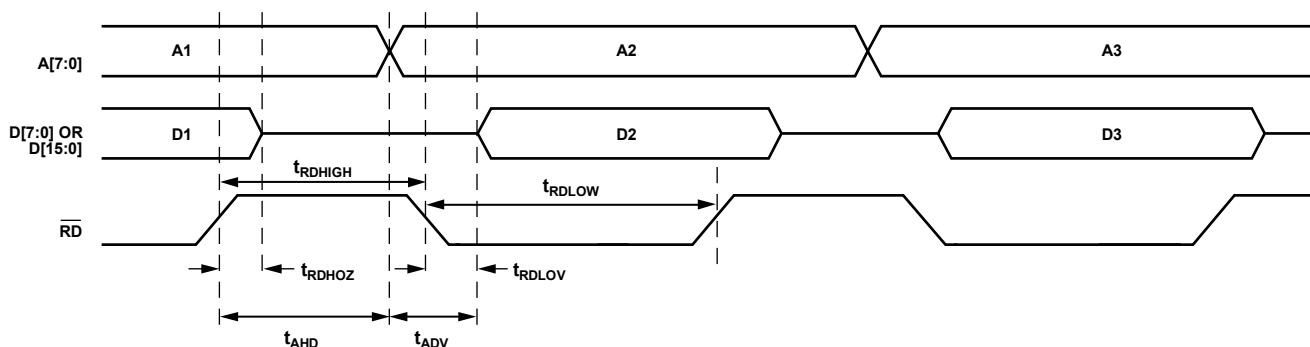 A[7:0]
A1
A2
A3
D[7:0] OR
D[15:0]
D1
D2
D3
tRDHIGH
tRDLOW
RD
tRDHOZ
tRDLOV
tAHD
tADV